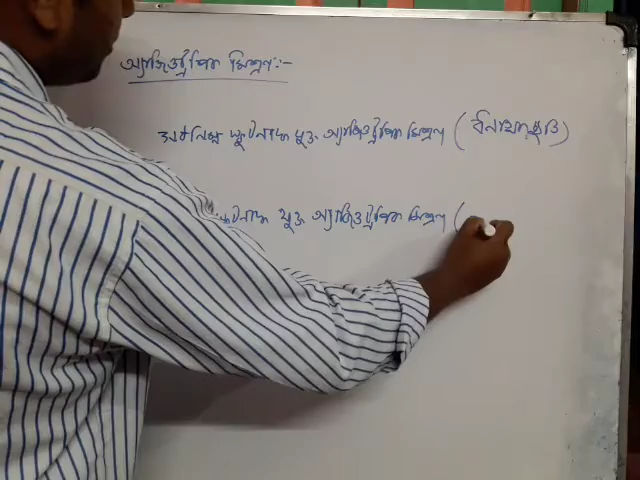 অ্যাজিওট্রপিক মিশ্রণ:-
সর্বনিম্ন স্ফুটনাঙ্ক যুক্ত অ্যাজিওট্রপিক মিশ্রণ (
স্ফুটনাঙ্ক যুক্ত অ্যাজিওট্রপিক মিশ্রণ (